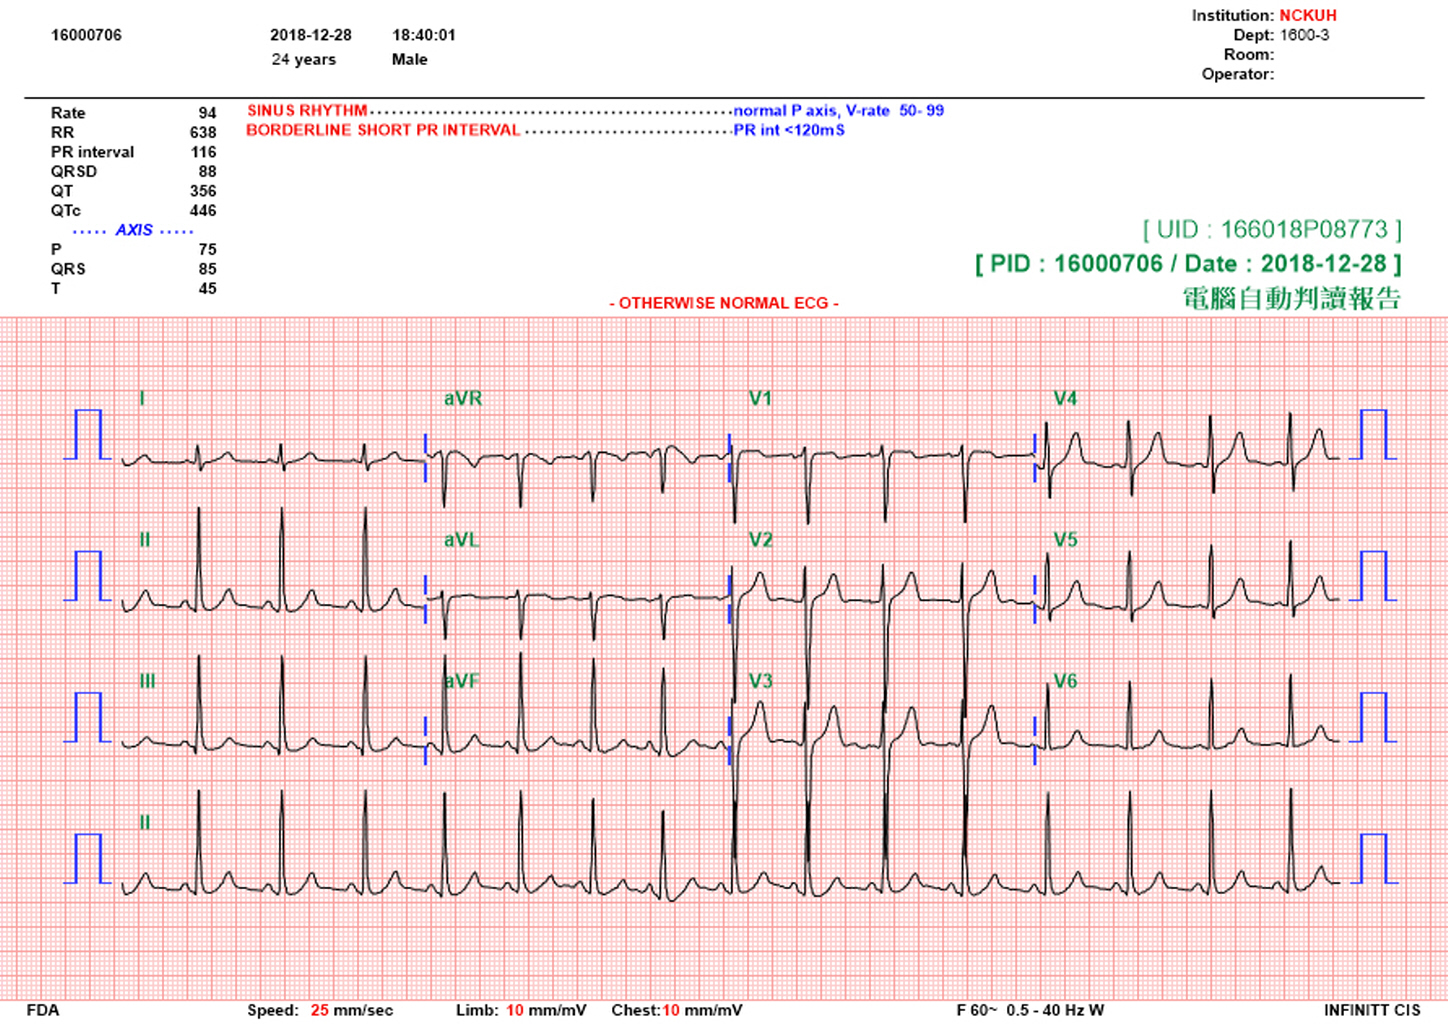 Institution: NCKUH
16000706 2018-12-28 18:40:01 Dept: 1600-3
24 years Male Room:
Operator:
Rate 94 SINUS RHYTHM normal P axis, V-rate 50- 99
RR 638 BORDERLINE SHORT PR INTERVAL PR int <120mS
PR interval 116
QRSD 88
QT 356
QTc 446
AXIS
P 75
QRS 85
T 45
[ UID : 166018P08773 ]
[ PID : 16000706 / Date : 2018-12-28 ]
電腦自動判讀報告
- OTHERWISE NORMAL ECG -
I aVR V1 V4
II aVL V2 V5
III aVF V3 V6
II
FDA Speed: 25 mm/sec Limb: 10 mm/mV Chest:10 mm/mV F 60~ 0.5 - 40 Hz W INFINITT CIS